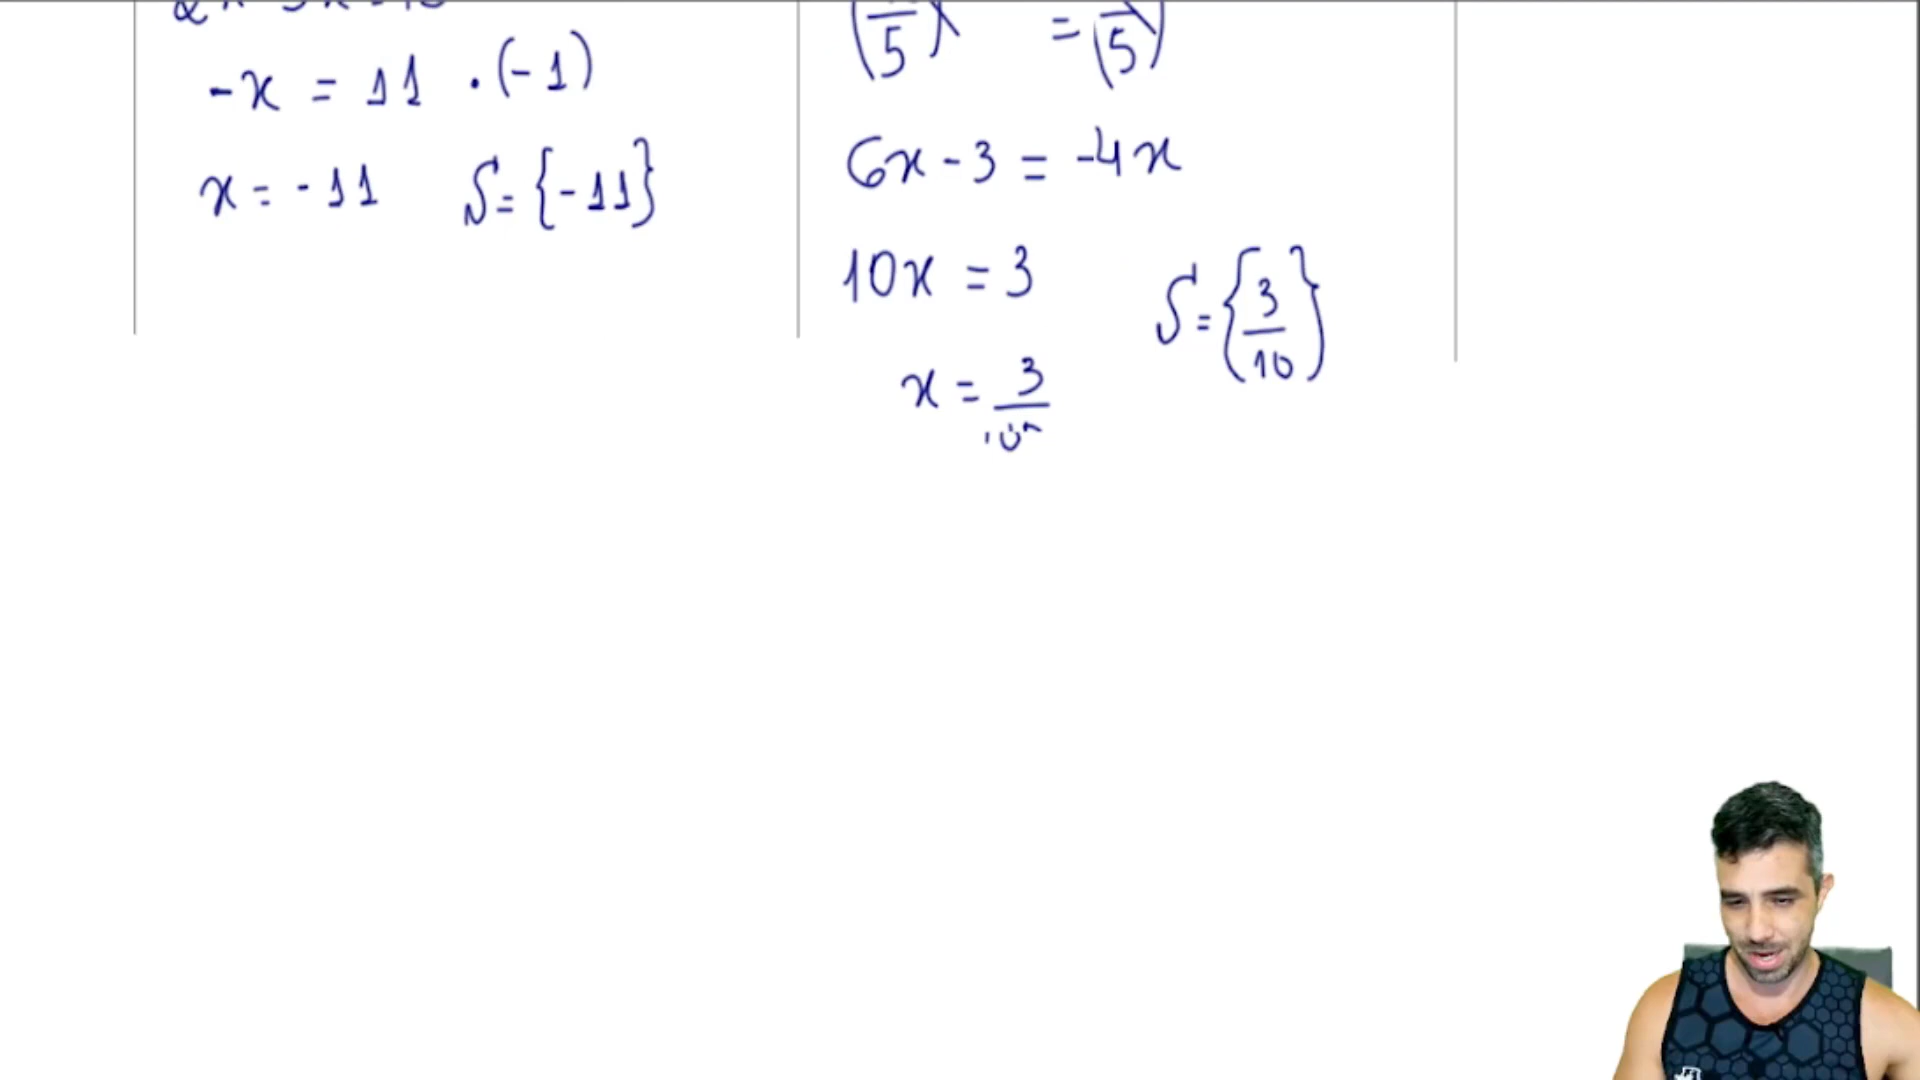 -x = 11 · (-1)
x = -11 S = {-11}
6x - 3 = -4x
10x = 3
S = {3/10}
x = 3/10